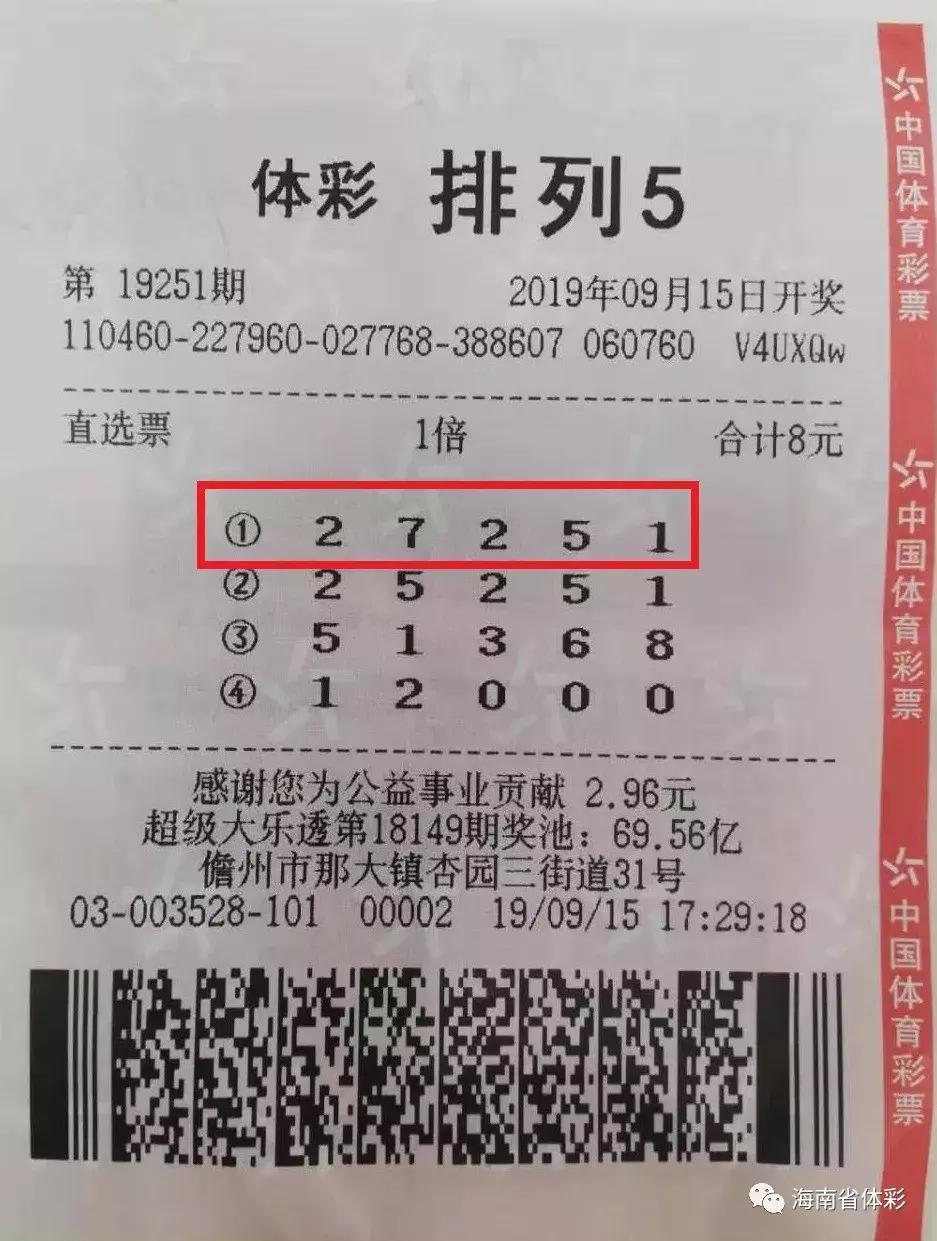 体彩 排列5
第 19251期 2019年09月15日开奖
110460-227960-027768-388607 060760 V4UXQw
直选票 1倍 合计8元
① 2 7 2 5 1
② 2 5 2 5 1
③ 5 1 3 6 8
④ 1 2 0 0 0
感谢您为公益事业贡献 2.96元
超级大乐透第18149期奖池：69.56亿
儋州市那大镇杏园三街道31号
03-003528-101 00002 19/09/15 17:29:18
中国体育彩票
中国体育彩票
中国体育彩票
海南省体彩